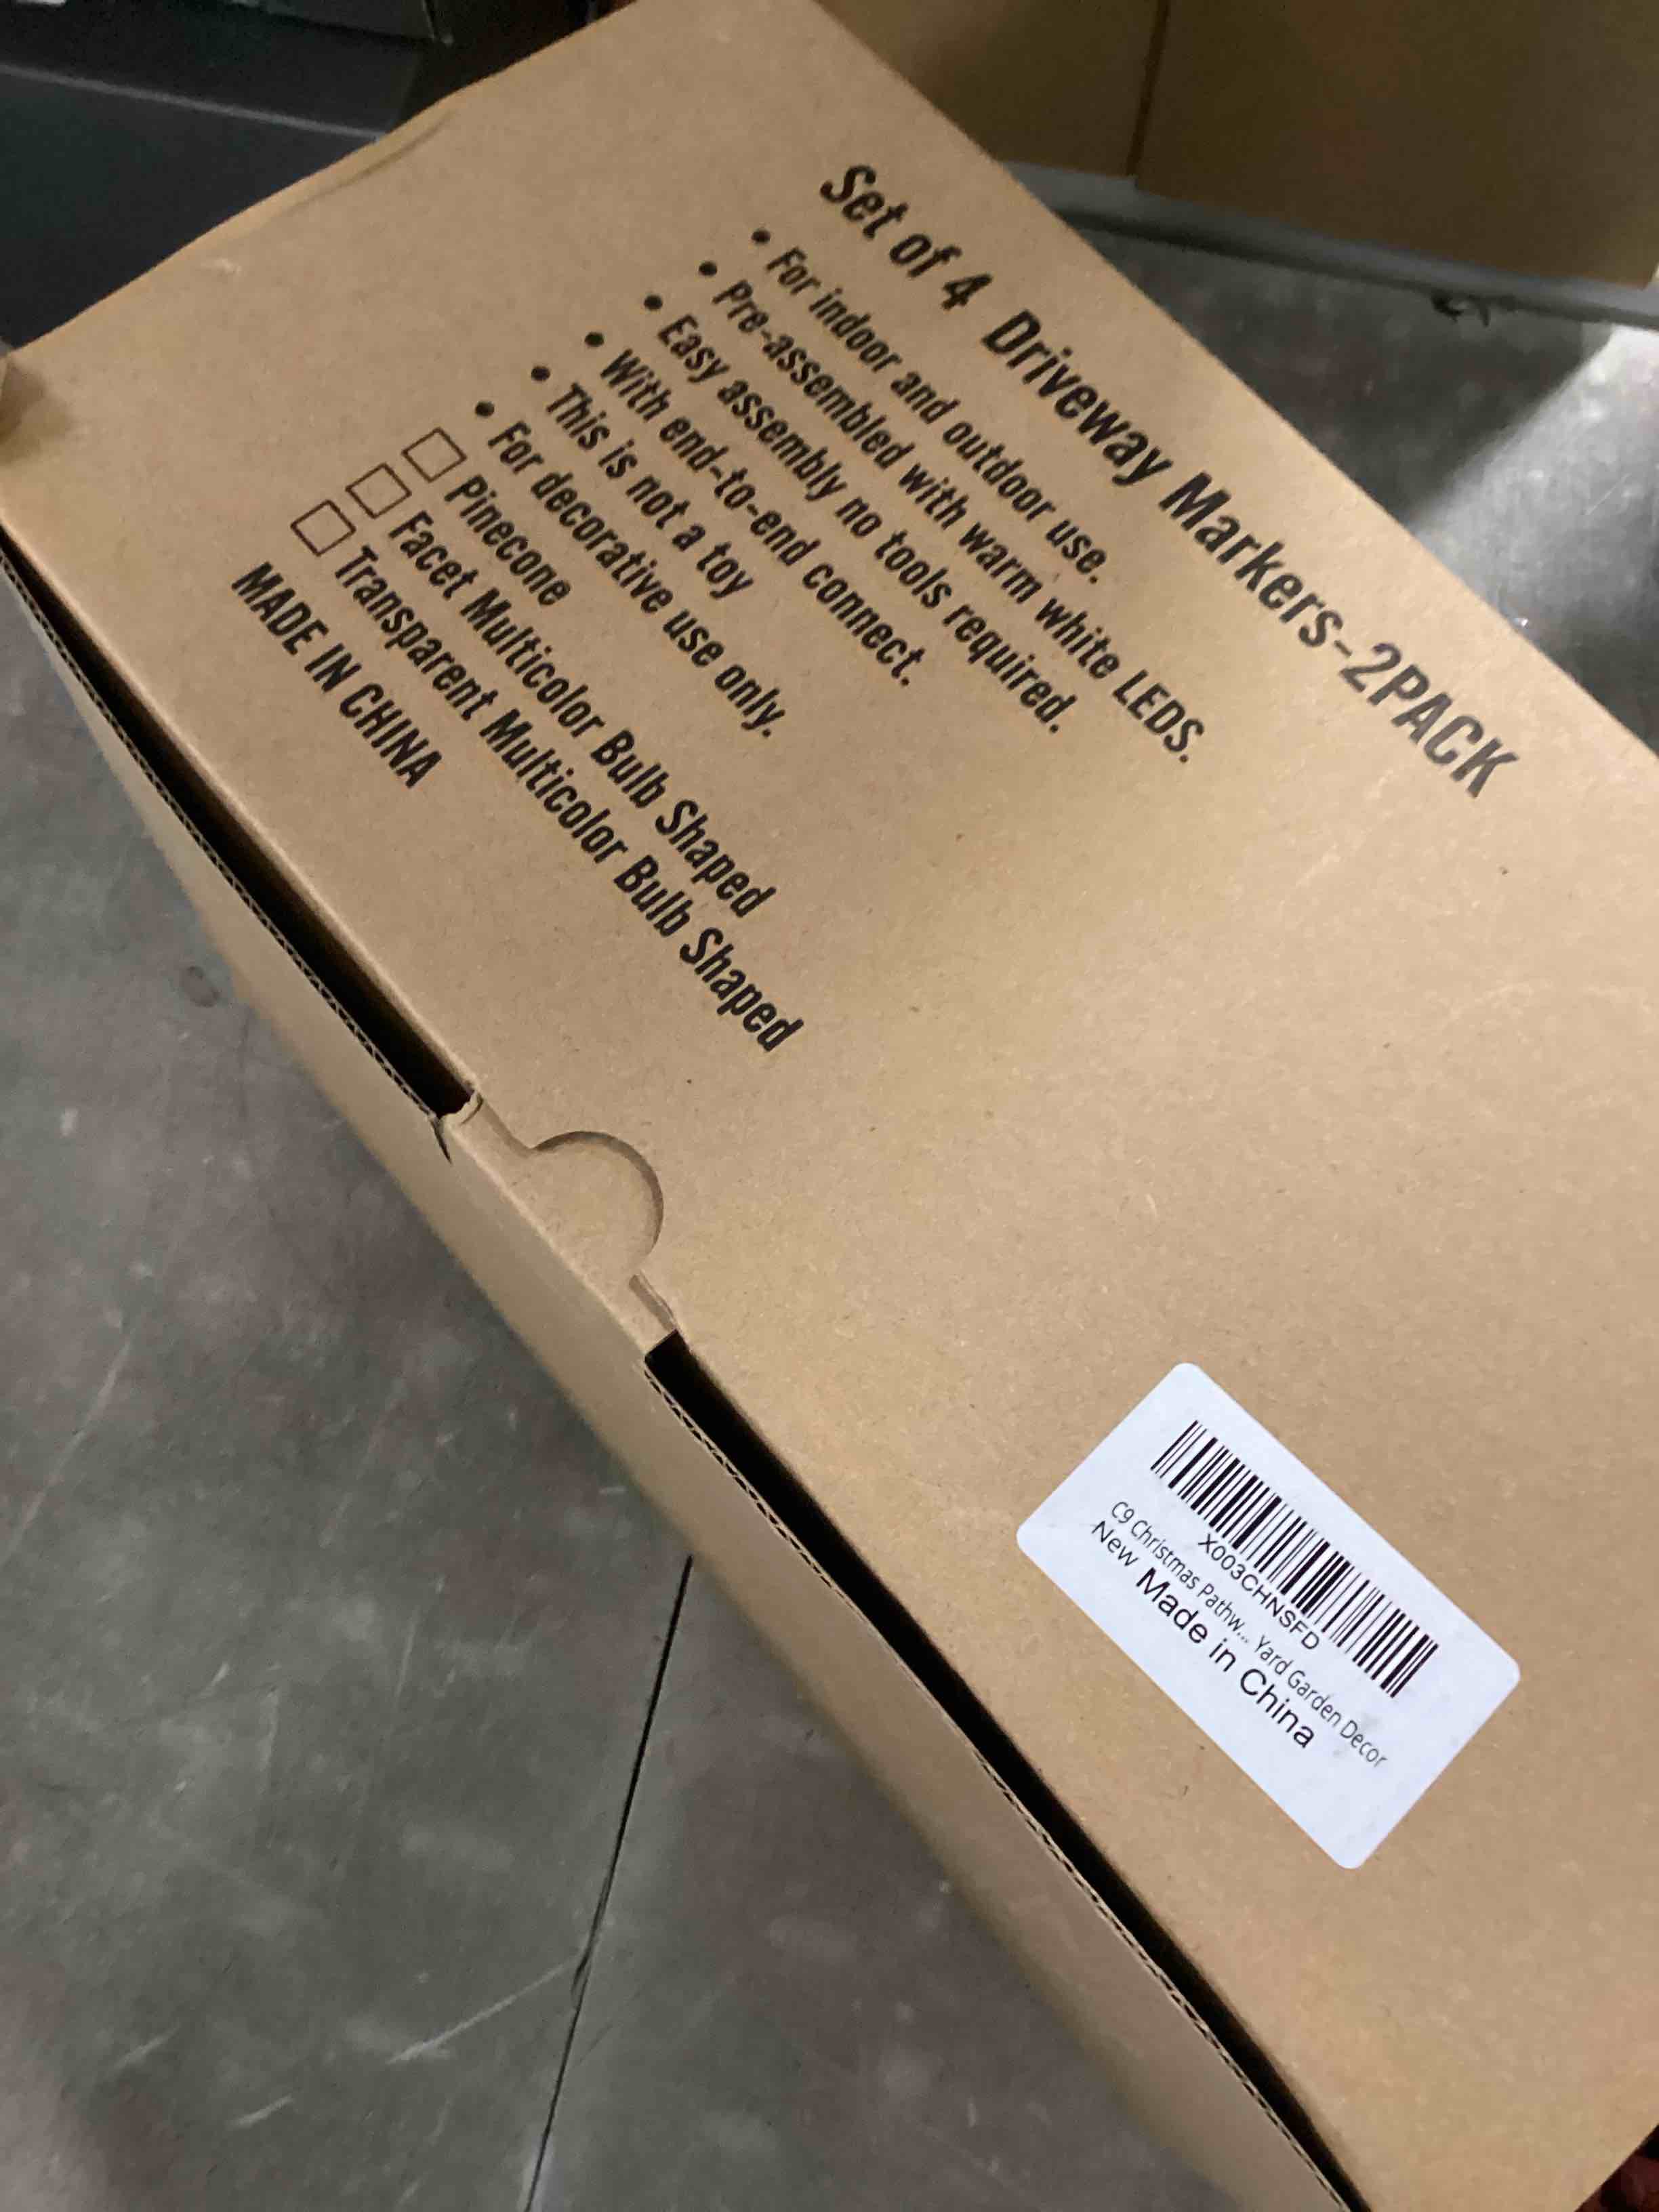 Set of 4 Driveway Markers-2PACK
• For indoor and outdoor use.
• Pre-assembled with warm white LEDS.
• Easy assembly no tools required.
• With end-to-end connect.
• This is not a toy
• For decorative use only.
☐ Pinecone
☐ Facet Multicolor Bulb Shaped
☐ Transparent Multicolor Bulb Shaped
MADE IN CHINA
X003CHNSFD
C9 Christmas Pathw... Yard Garden Decor
New Made in China